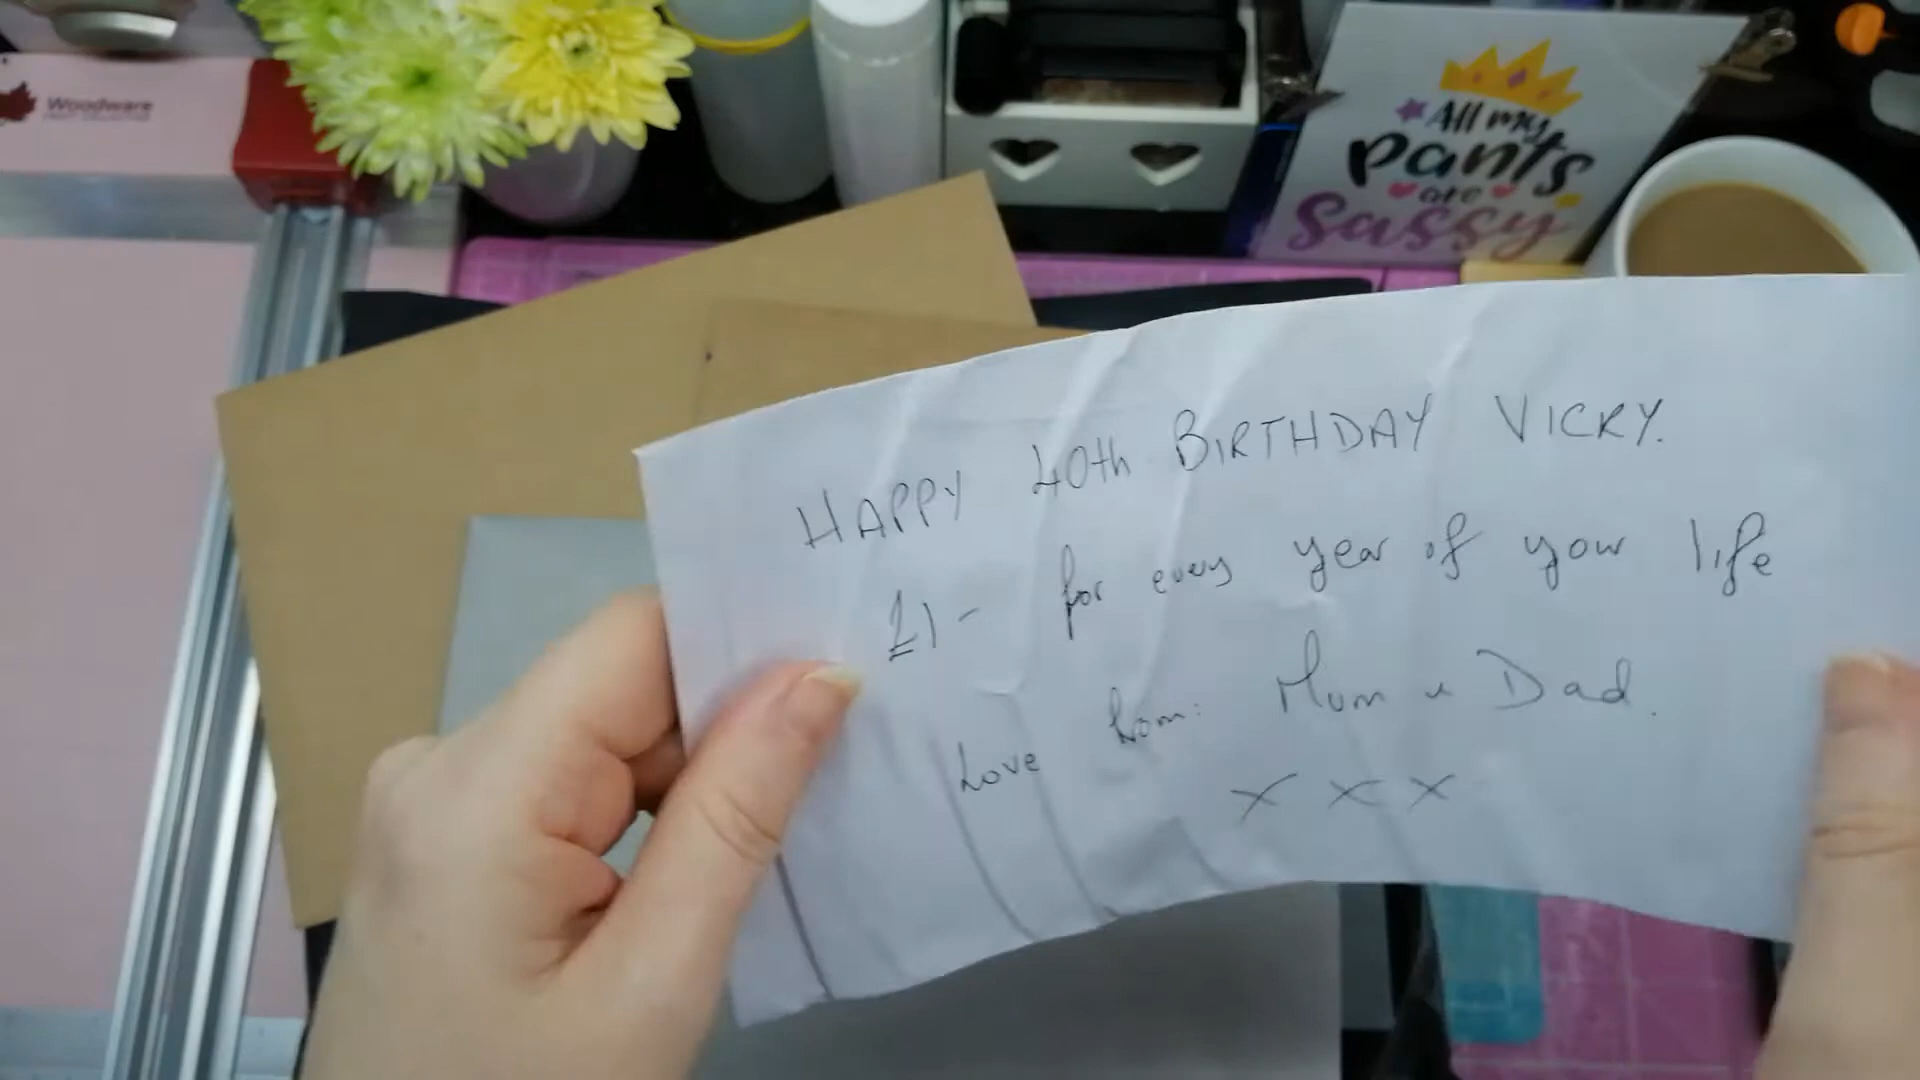 Woodware
All my
pants
are
sassy
HAPPY 40th BIRTHDAY VICKY.
£1- for every year of your life
Love from: Mum & Dad.
x x x